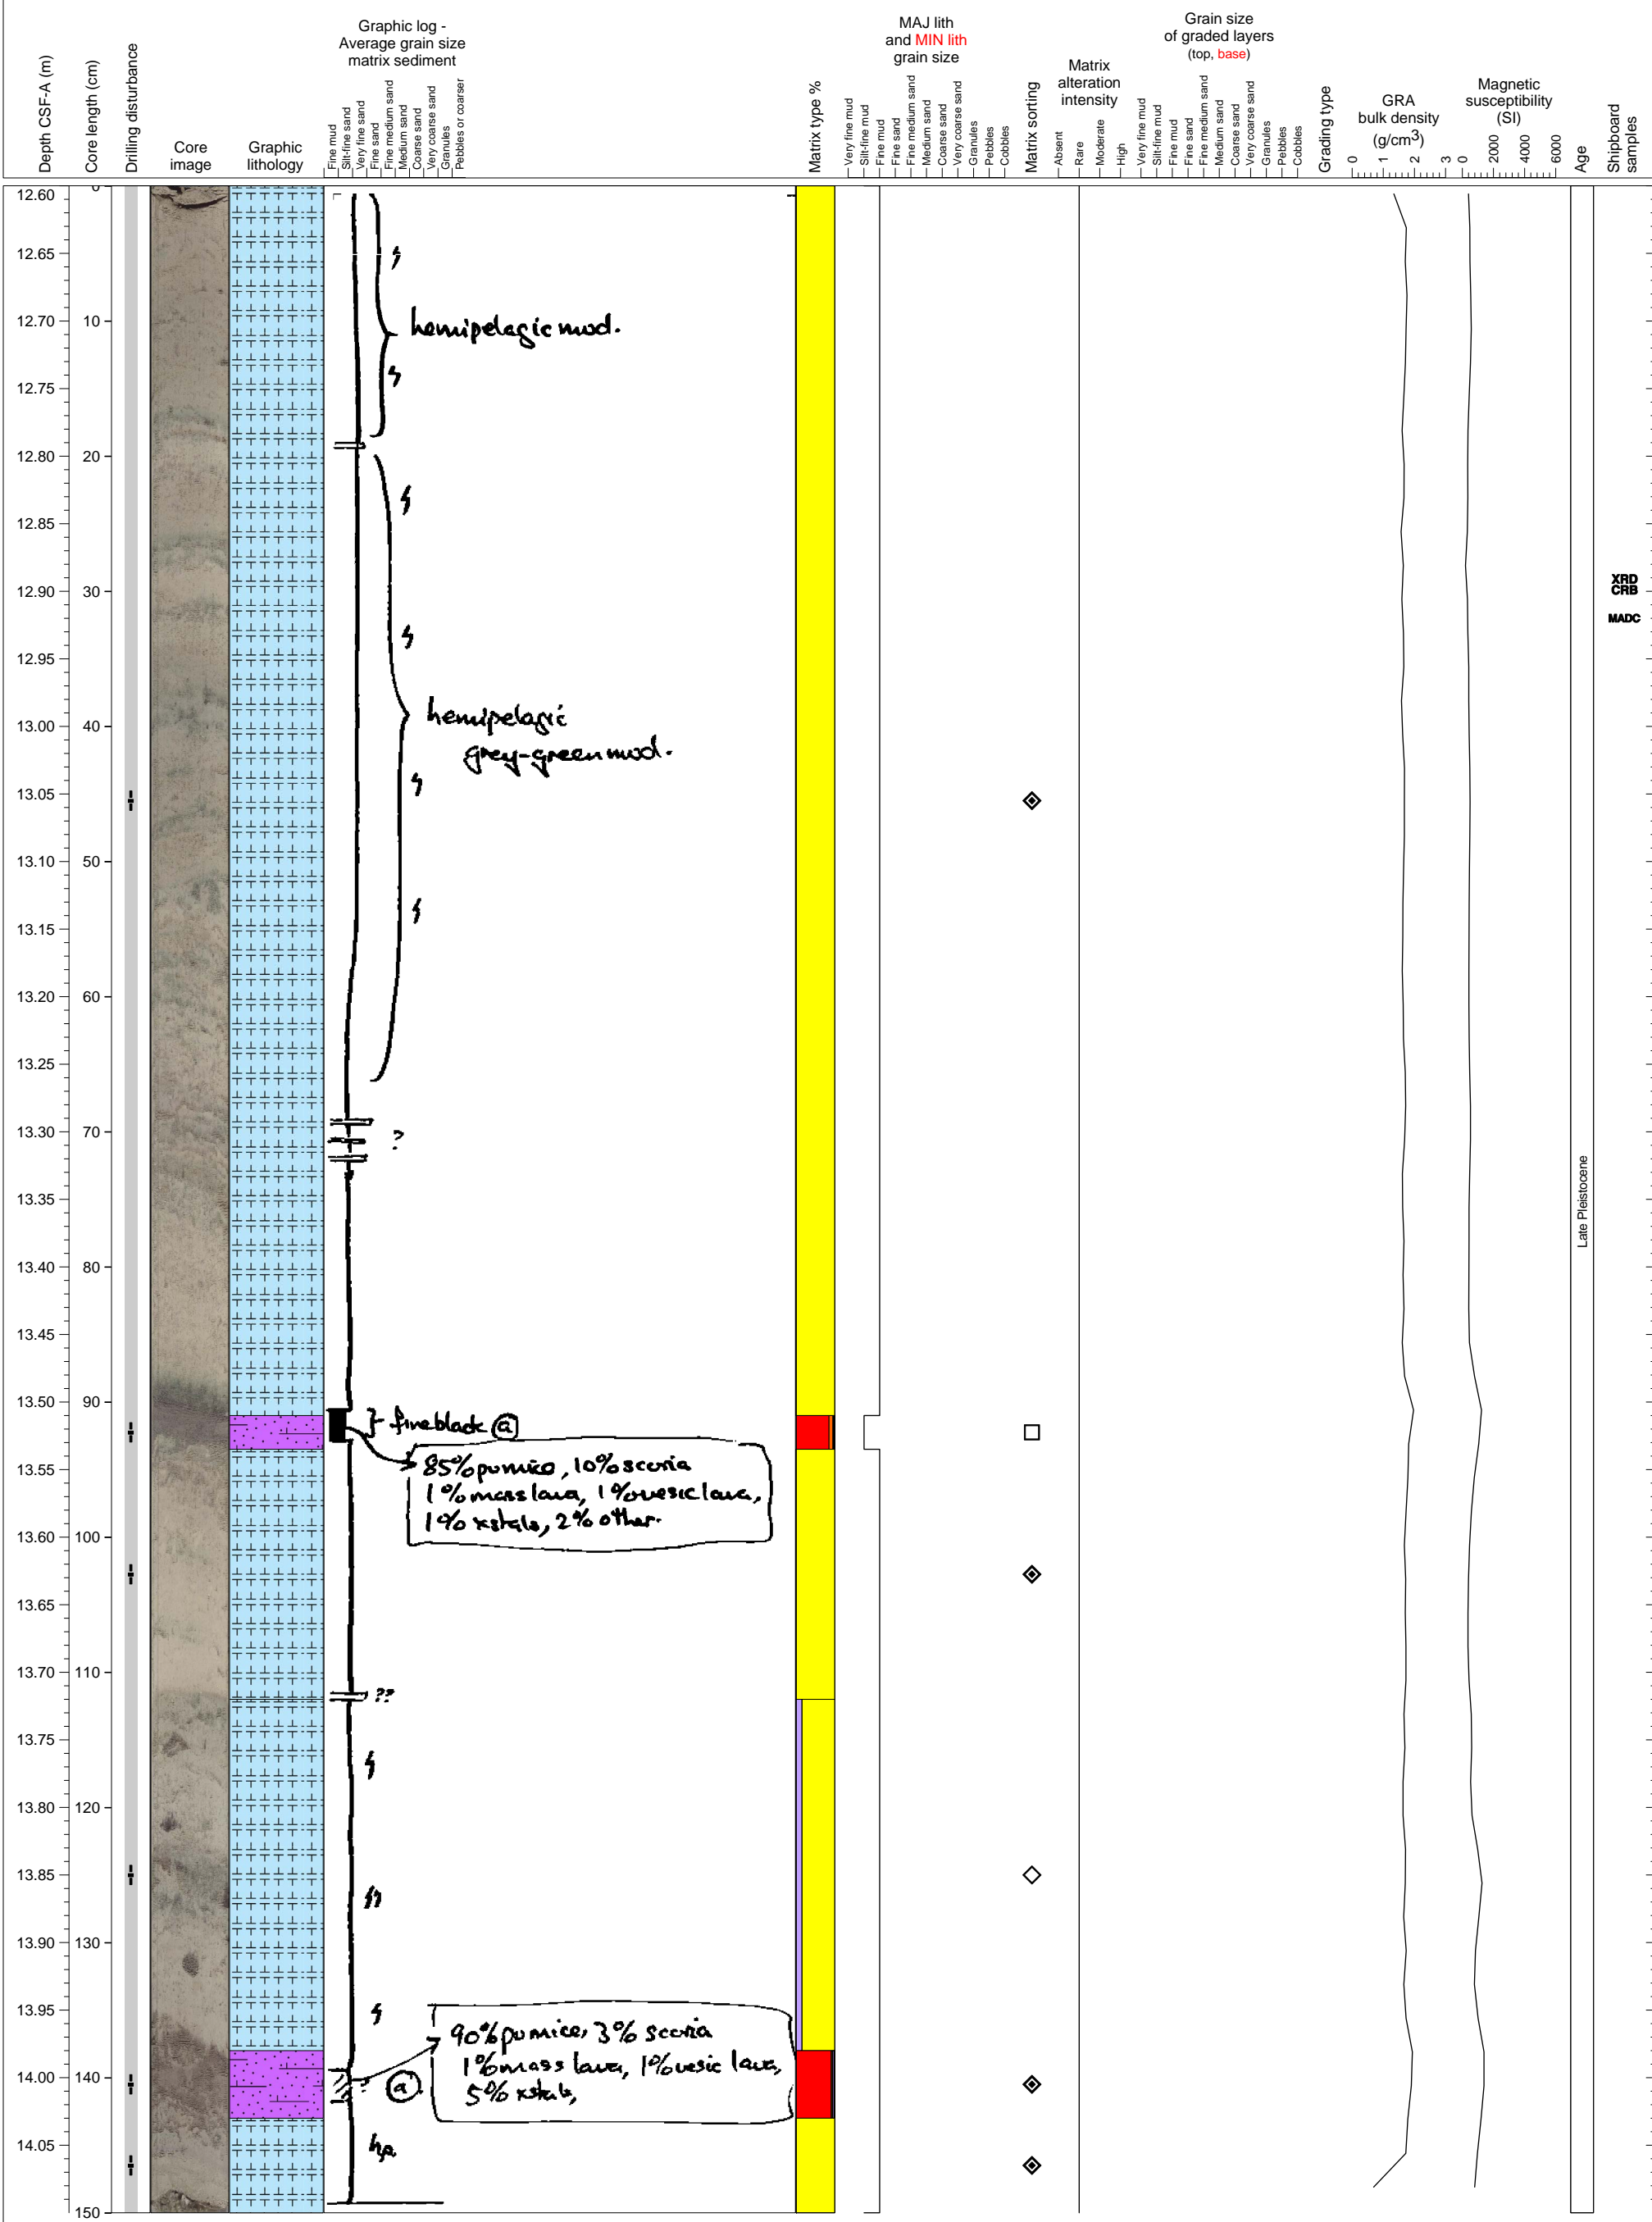 Depth CSF-A (m)
Core length (cm)
Drilling disturbance
Core
image
Graphic
lithology
Graphic log -
Average grain size
matrix sediment
Fine mud
Silt-fine sand
Very fine sand
Fine sand
Fine medium sand
Medium sand
Coarse sand
Very coarse sand
Granules
Pebbles or coarser
Matrix type %
MAJ lith
and MIN lith
grain size
Very fine mud
Silt-fine mud
Fine mud
Fine sand
Fine medium sand
Medium sand
Coarse sand
Very coarse sand
Granules
Pebbles
Cobbles
Matrix sorting
Matrix
alteration
intensity
Absent
Rare
Moderate
High
Grain size
of graded layers
(top, base)
Very fine mud
Silt-fine mud
Fine mud
Fine sand
Fine medium sand
Medium sand
Coarse sand
Very coarse sand
Granules
Pebbles
Cobbles
Grading type
GRA
bulk density
(g/cm3)
0 1 2 3
Magnetic
susceptibility
(SI)
0 2000 4000 6000
Age
Shipboard
samples
0
12.60
12.65
12.70 10
hemipelagic mud.
12.75
12.80 20
12.85
12.90 30
XRD
CRB
MADC
12.95
13.00 40
hemipelagic
grey-green mud.
13.05
13.10 50
13.15
13.20 60
13.25
13.30 70
?
13.35
Late Pleistocene
13.40 80
13.45
13.50 90
fine black a
13.55
85% pumice, 10% scoria
1% mass lava, 1% vesic lava,
1% xstals, 2% other.
13.60 100
13.65
13.70 110
??
13.75
13.80 120
13.85
13.90 130
13.95
90% pumice, 3% scoria
1% mass lava, 1% vesic lava,
5% xstals,
14.00 140
? a
14.05
hp
150